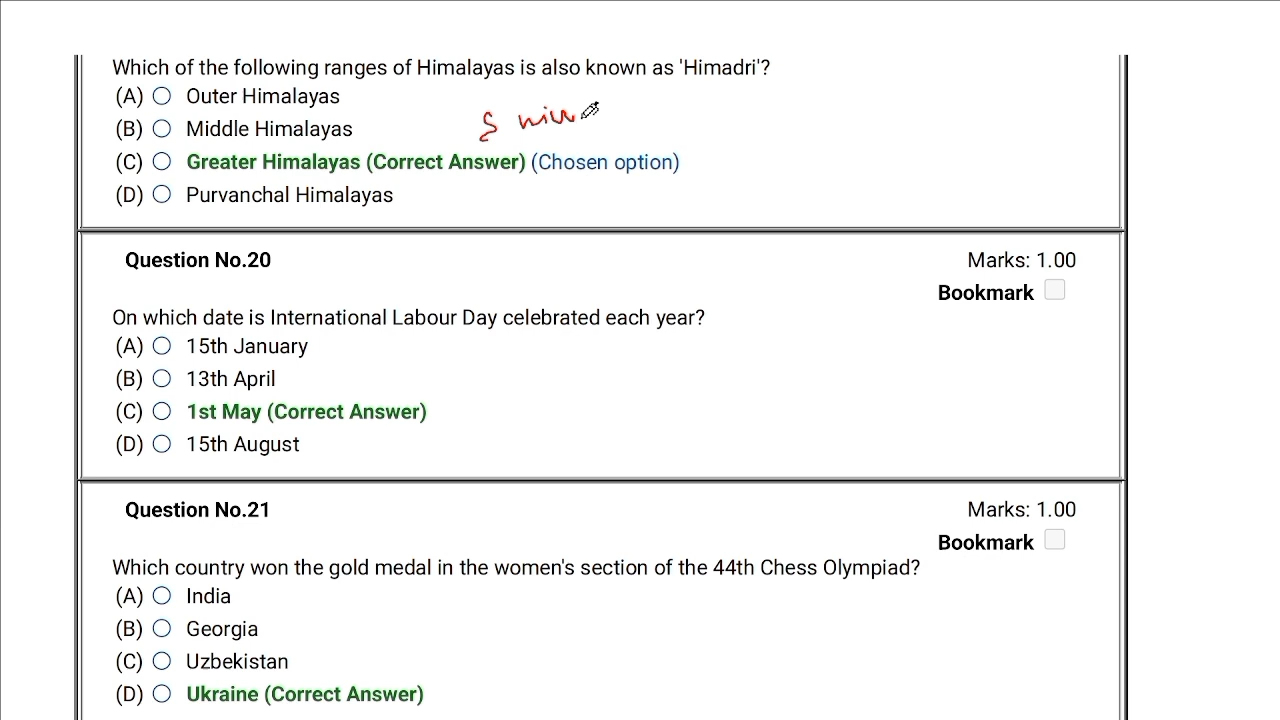 Which of the following ranges of Himalayas is also known as 'Himadri'?
(A) Outer Himalayas
(B) Middle Himalayas
(C) Greater Himalayas (Correct Answer) (Chosen option)
(D) Purvanchal Himalayas
Question No.20 Marks: 1.00
Bookmark
On which date is International Labour Day celebrated each year?
(A) 15th January
(B) 13th April
(C) 1st May (Correct Answer)
(D) 15th August
Question No.21 Marks: 1.00
Bookmark
Which country won the gold medal in the women's section of the 44th Chess Olympiad?
(A) India
(B) Georgia
(C) Uzbekistan
(D) Ukraine (Correct Answer)